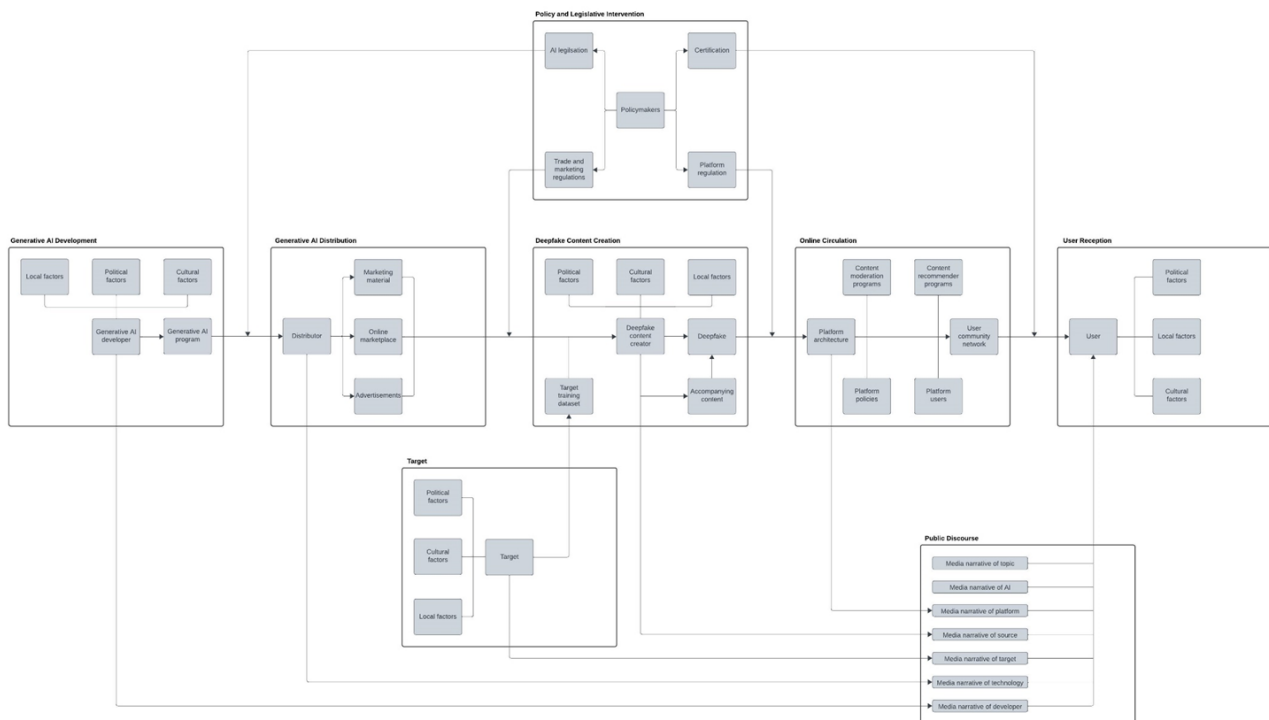 Policy and Legislative Intervention
AI legilsation
Certification
Policymakers
Trade and
marketing
regulations
Platform
regulation
Generative AI Development
Local factors
Political
factors
Cultural
factors
Generative AI
developer
Generative AI
program
Generative AI Distribution
Marketing
material
Distributor
Online
marketplace
Advertisements
Deepfake Content Creation
Political
factors
Cultural
factors
Local factors
Deepfake
content
creator
Deepfake
Target
training
dataset
Accompanying
content
Online Circulation
Content
moderation
programs
Content
recommender
programs
Platform
architecture
User
community
network
Platform
policies
Platform
users
User Reception
Political
factors
User
Local factors
Cultural
factors
Target
Political
factors
Cultural
factors
Target
Local factors
Public Discourse
Media narrative of topic
Media narrative of AI
Media narrative of platform
Media narrative of source
Media narrative of target
Media narrative of technology
Media narrative of developer